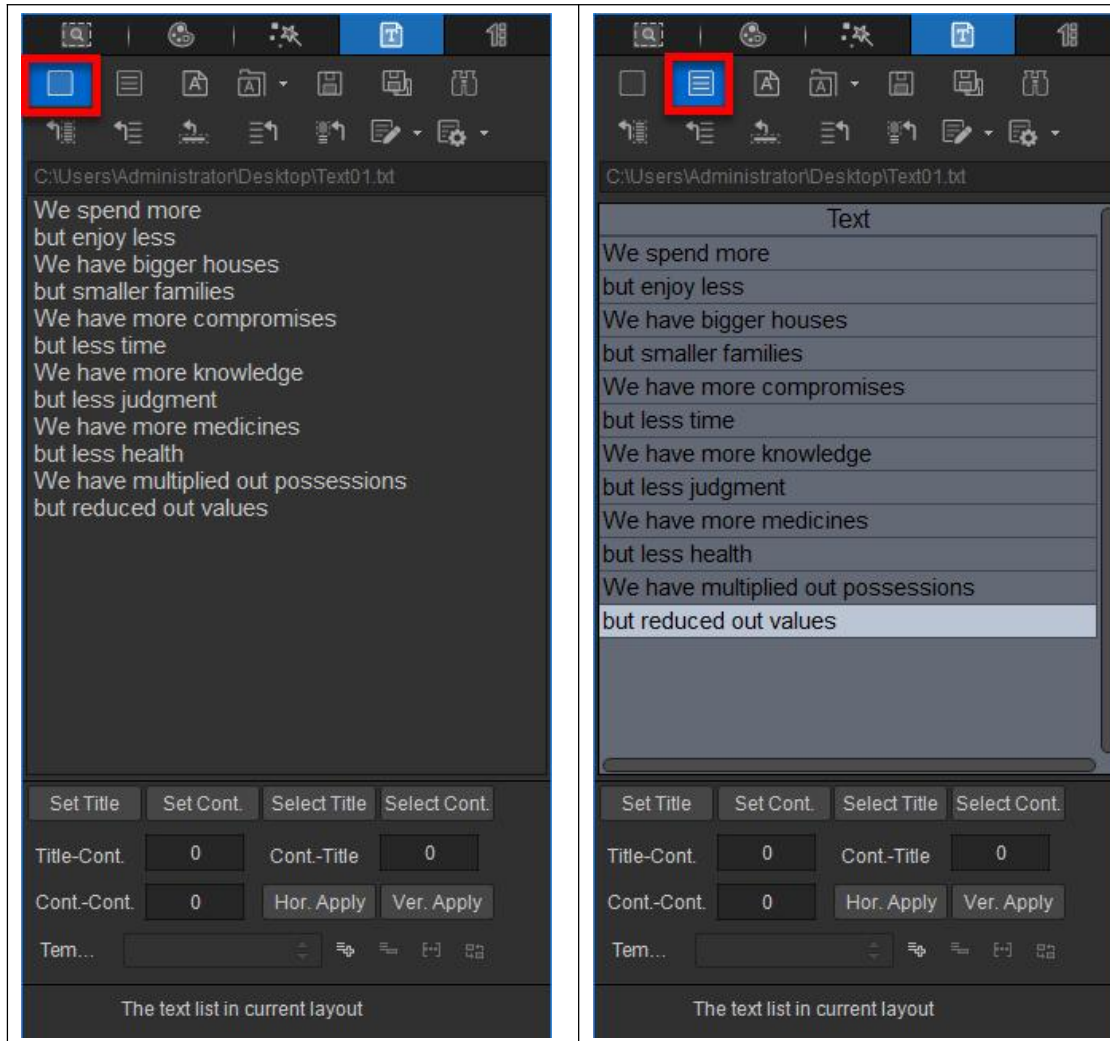 C:\Users\Administrator\Desktop\Text01.txt
We spend more
but enjoy less
We have bigger houses
but smaller families
We have more compromises
but less time
We have more knowledge
but less judgment
We have more medicines
but less health
We have multiplied out possessions
but reduced out values
Set Title Set Cont. Select Title Select Cont.
Title-Cont. 0 Cont.-Title 0
Cont.-Cont. 0 Hor. Apply Ver. Apply
Tem...
The text list in current layout
C:\Users\Administrator\Desktop\Text01.txt
Text
We spend more
but enjoy less
We have bigger houses
but smaller families
We have more compromises
but less time
We have more knowledge
but less judgment
We have more medicines
but less health
We have multiplied out possessions
but reduced out values
Set Title Set Cont. Select Title Select Cont.
Title-Cont. 0 Cont.-Title 0
Cont.-Cont. 0 Hor. Apply Ver. Apply
Tem...
The text list in current layout